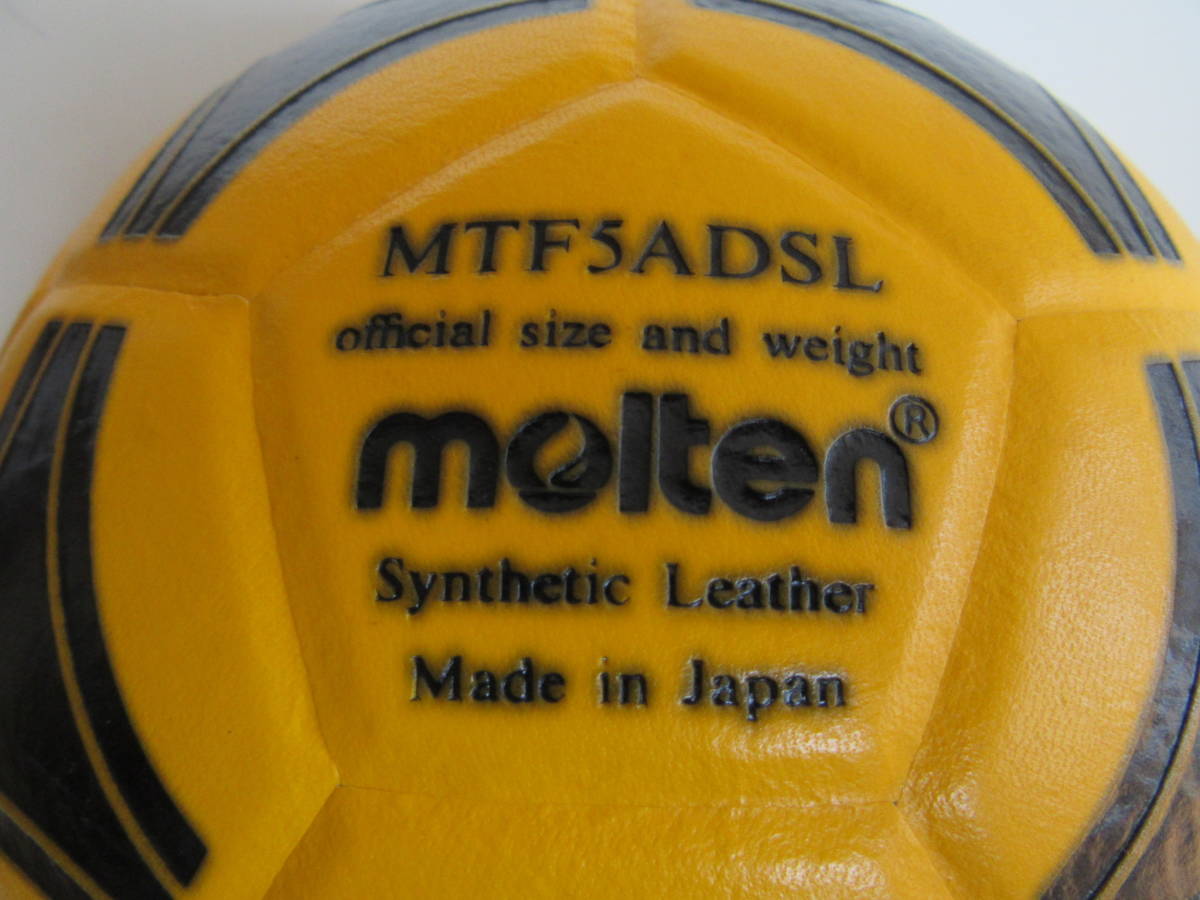 MTF5ADSL
official size and weight
molten®
Synthetic Leather
Made in Japan